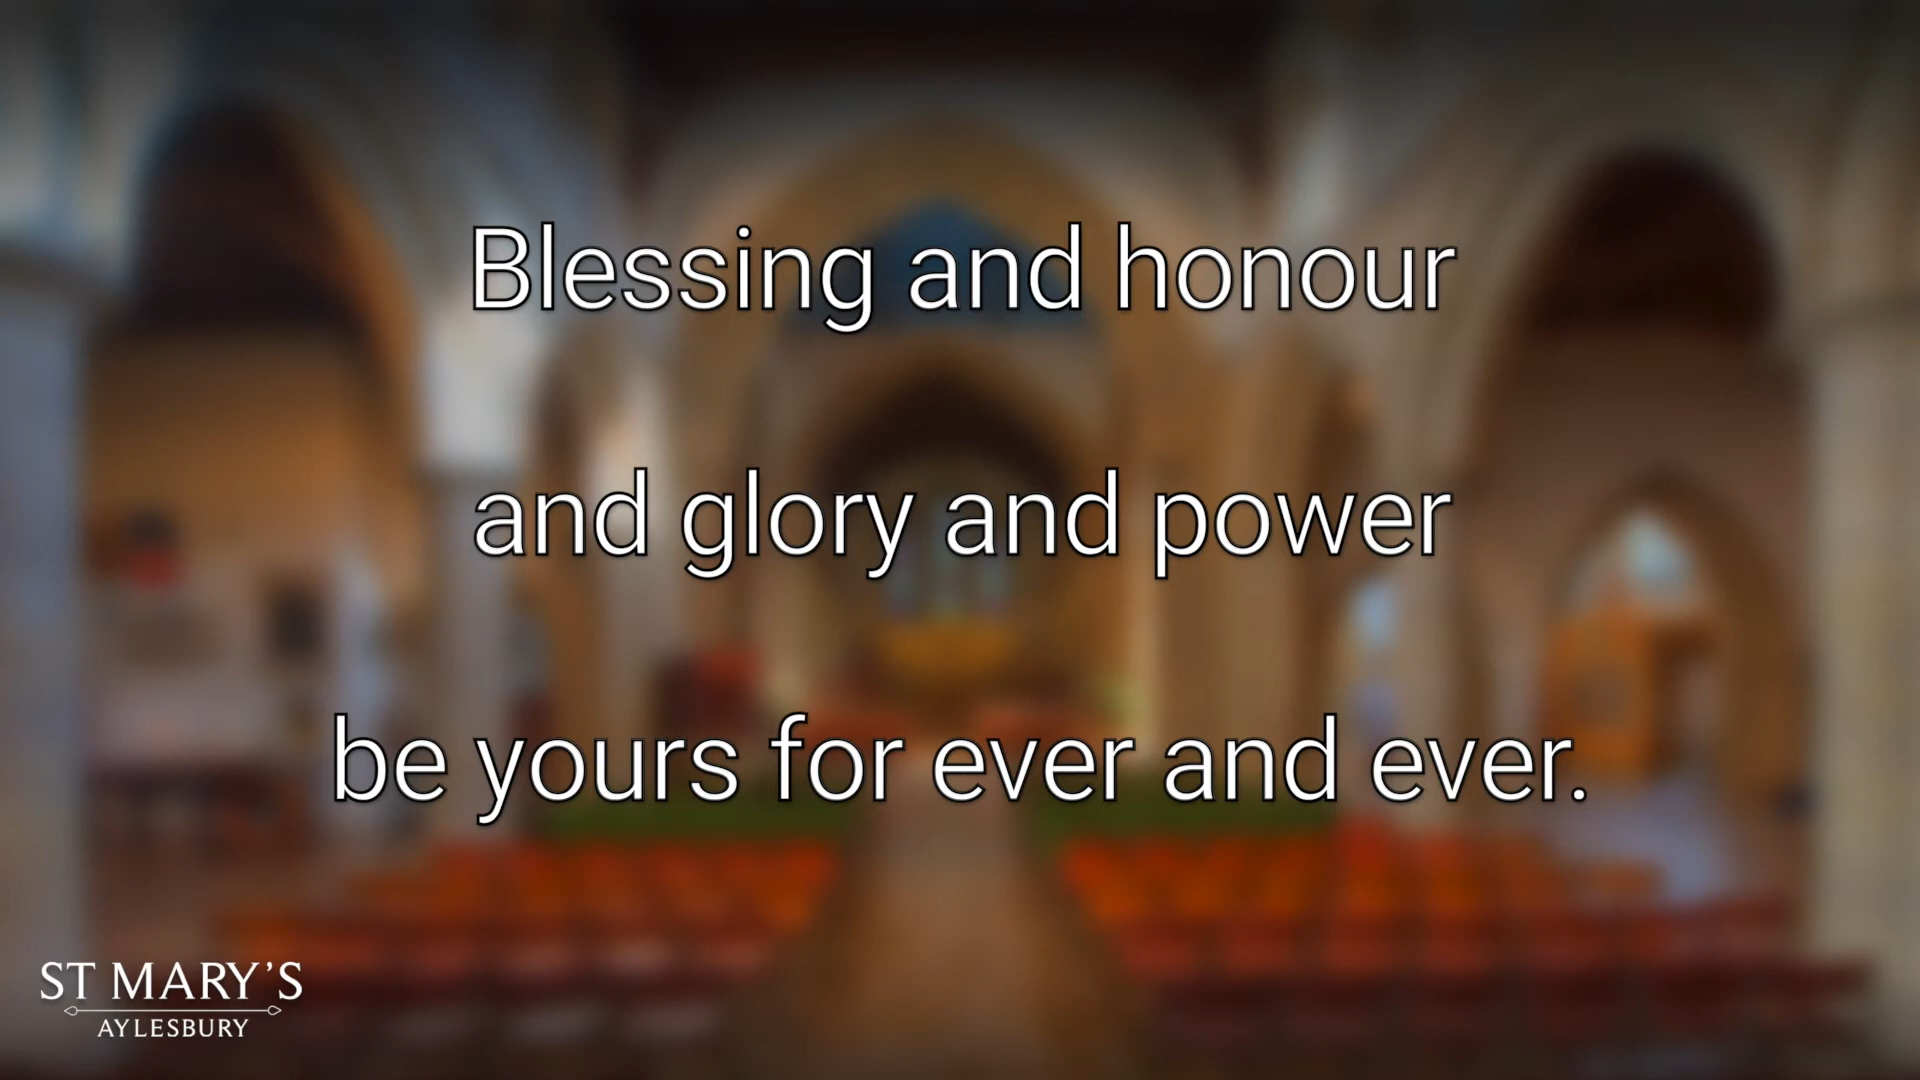 Blessing and honour
and glory and power
be yours for ever and ever.
ST MARY'S
AYLESBURY